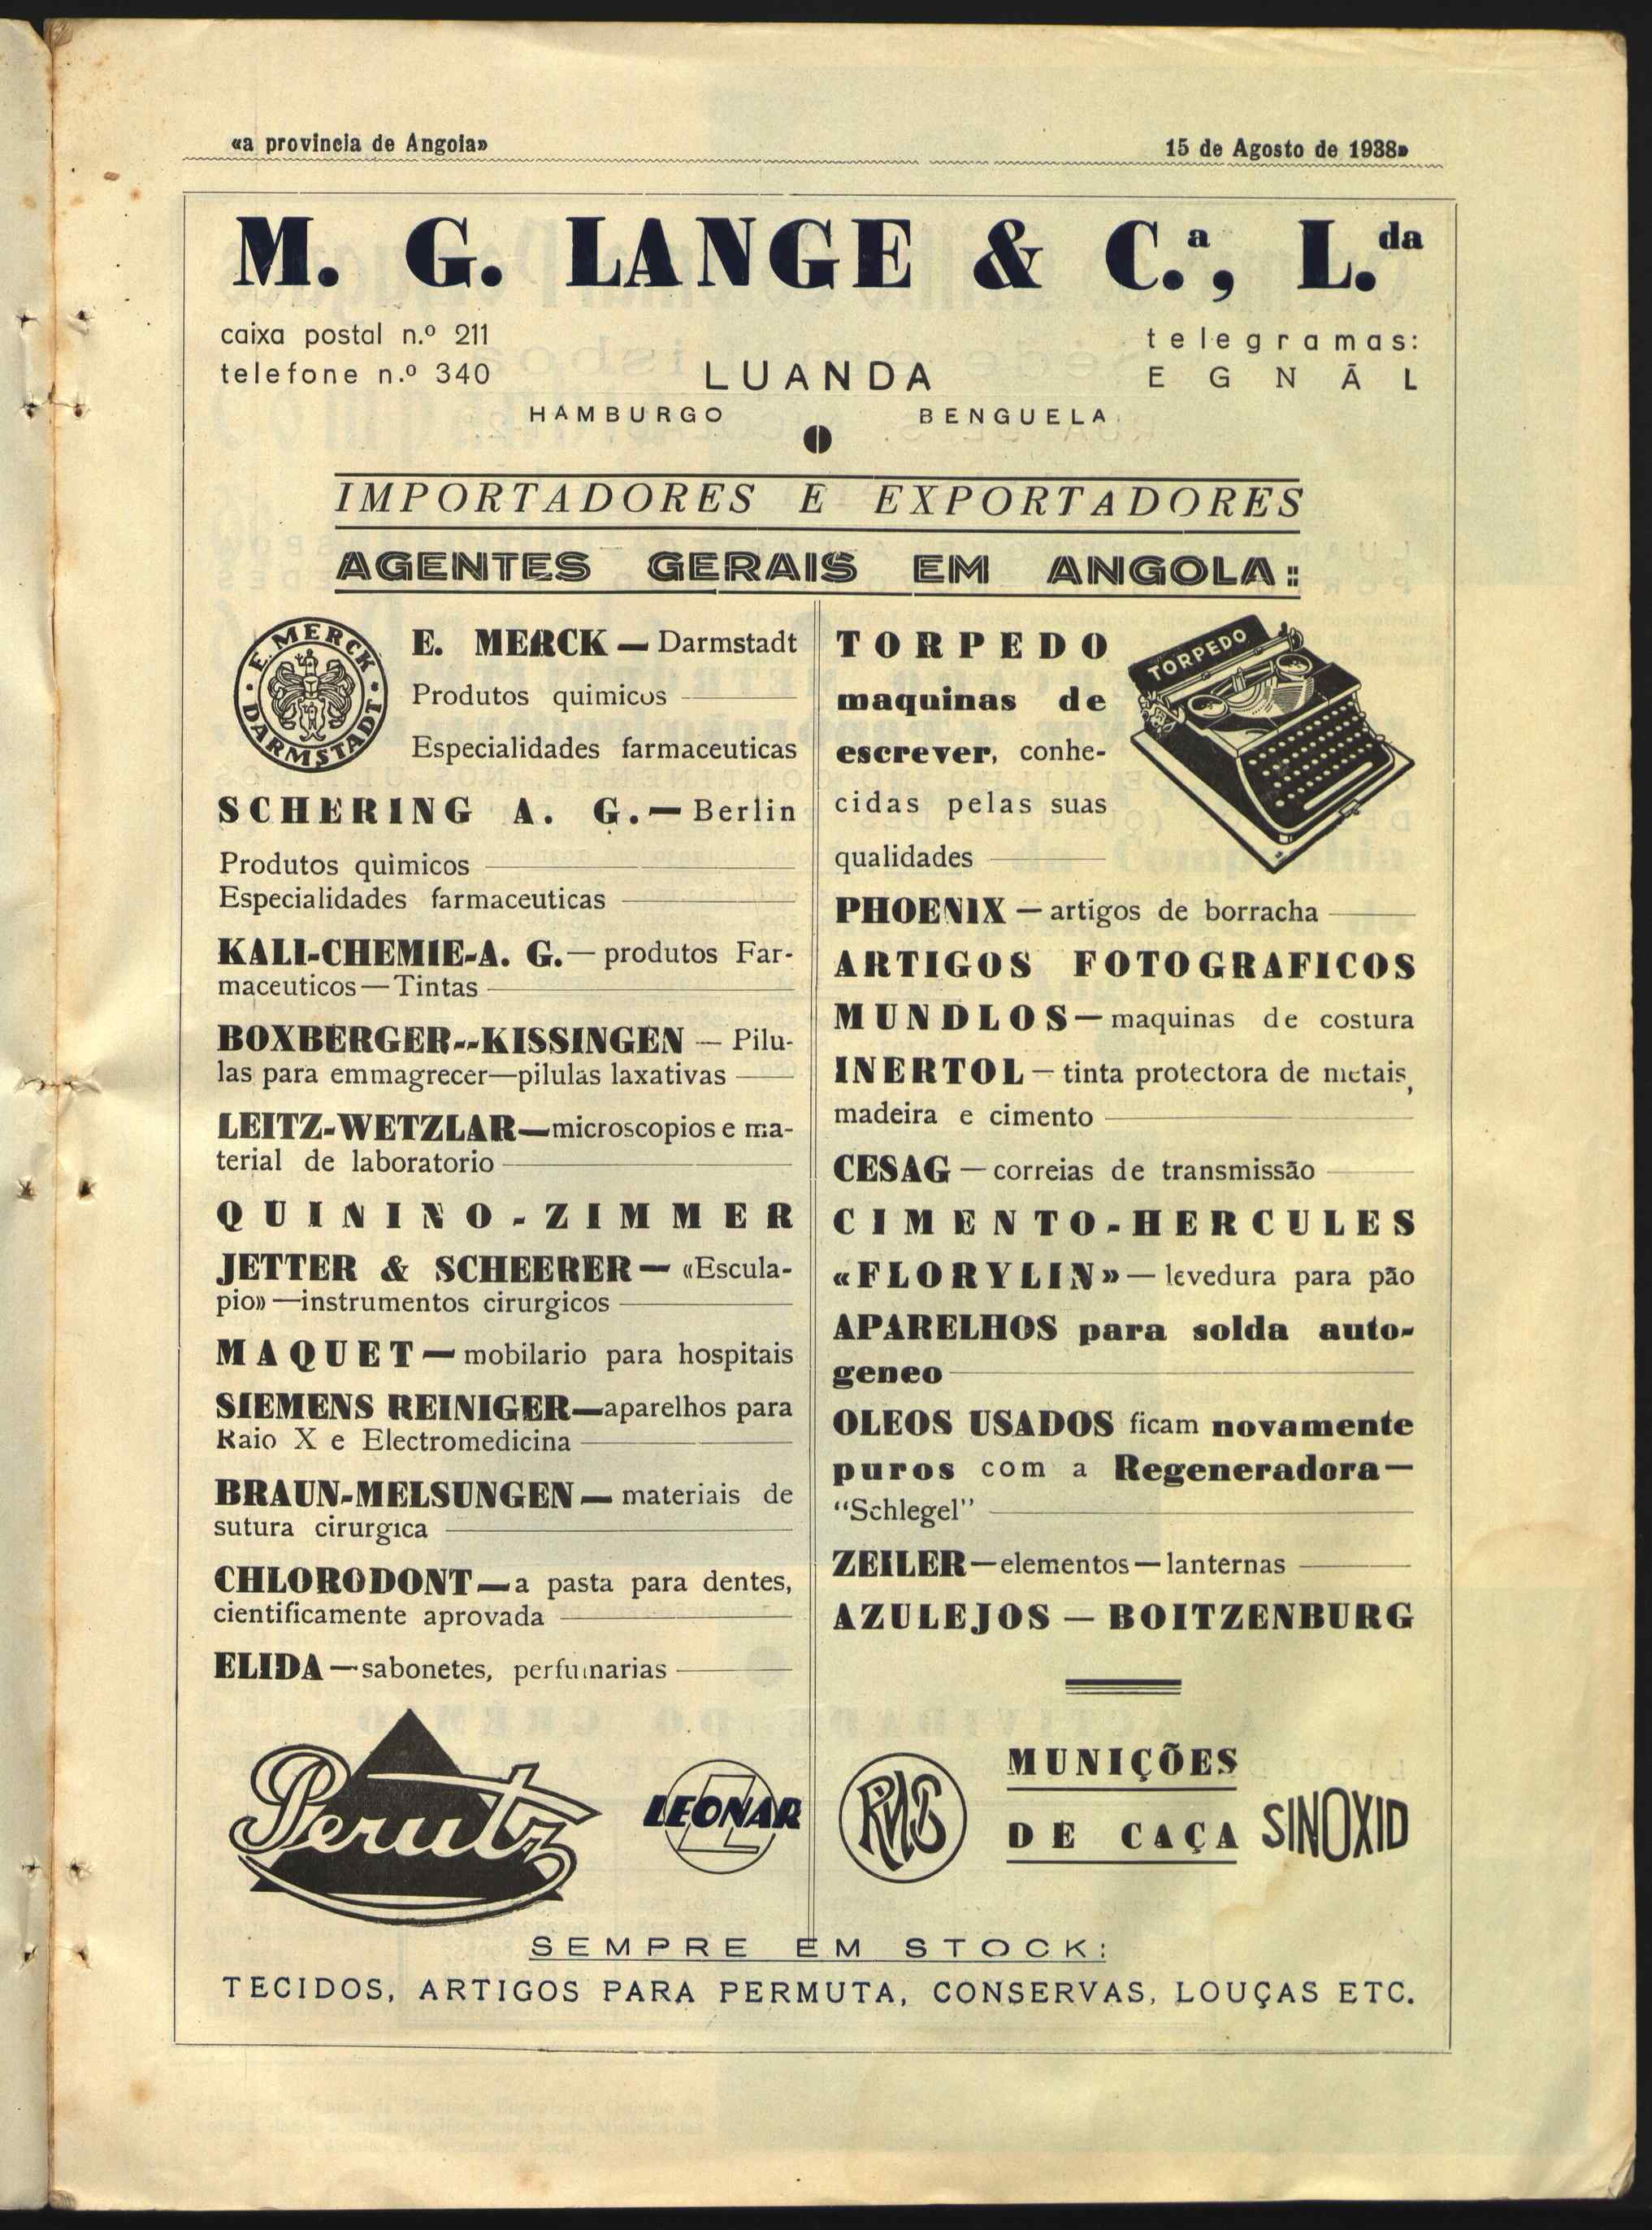 «a provincia de Angola»
15 de Agosto de 1938»
M. G. LANGE & C.ª, L.da
caixa postal n.º 211
telefone n.º 340
telegramas:
EGNÃL
LUANDA
HAMBURGO
BENGUELA
IMPORTADORES E EXPORTADORES
AGENTES GERAIS EM ANGOLA:
E. MERCK • DARMSTADT •
E. MERCK — Darmstadt
Produtos quimicos
Especialidades farmaceuticas
SCHERING A. G. — Berlin
Produtos quimicos
Especialidades farmaceuticas
KALI-CHEMIE-A. G. — produtos Far-
maceuticos — Tintas
BOXBERGER--KISSINGEN — Pilu-
las para emmagrecer—pilulas laxativas
LEITZ-WETZLAR—microscopios e ma-
terial de laboratorio
QUININO-ZIMMER
JETTER & SCHEERER — «Escula-
pio» —instrumentos cirurgicos
MAQUET — mobilario para hospitais
SIEMENS REINIGER—aparelhos para
Raio X e Electromedicina
BRAUN-MELSUNGEN — materiais de
sutura cirurgica
CHLORODONT — a pasta para dentes,
cientificamente aprovada
ELIDA — sabonetes, perfumarias
Perutz
LEONAR
TORPEDO
maquinas de
escrever, conhe-
cidas pelas suas
qualidades
TORPEDO
PHOENIX — artigos de borracha
ARTIGOS FOTOGRAFICOS
MUNDLOS — maquinas de costura
INERTOL — tinta protectora de metais,
madeira e cimento
CESAG — correias de transmissão
CIMENTO-HERCULES
«FLORYLIN» — levedura para pão
APARELHOS para solda auto-
geneo
OLEOS USADOS ficam novamente
puros com a Regeneradora —
“Schlegel”
ZEILER — elementos — lanternas
AZULEJOS — BOITZENBURG
RWS
MUNIÇÕES
DE CAÇA
SINOXID
SEMPRE EM STOCK:
TECIDOS, ARTIGOS PARA PERMUTA, CONSERVAS, LOUÇAS ETC.